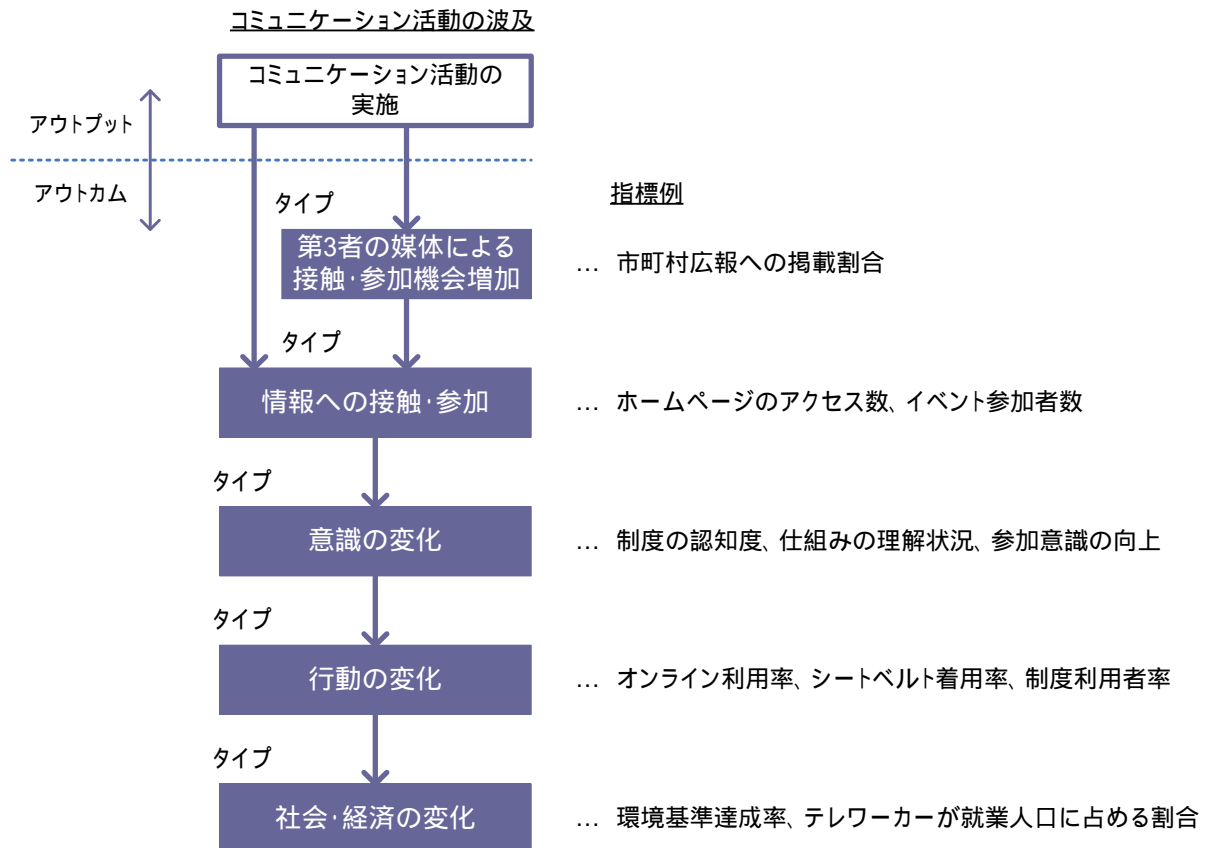 コミュニケーション活動の波及
コミュニケーション活動の
実施
アウトプット
アウトカム
指標例
タイプ
第3者の媒体による
接触・参加機会増加
… 市町村広報への掲載割合
タイプ
情報への接触・参加
… ホームページのアクセス数、イベント参加者数
タイプ
意識の変化
… 制度の認知度、仕組みの理解状況、参加意識の向上
タイプ
行動の変化
… オンライン利用率、シートベルト着用率、制度利用者率
タイプ
社会・経済の変化
… 環境基準達成率、テレワーカーが就業人口に占める割合